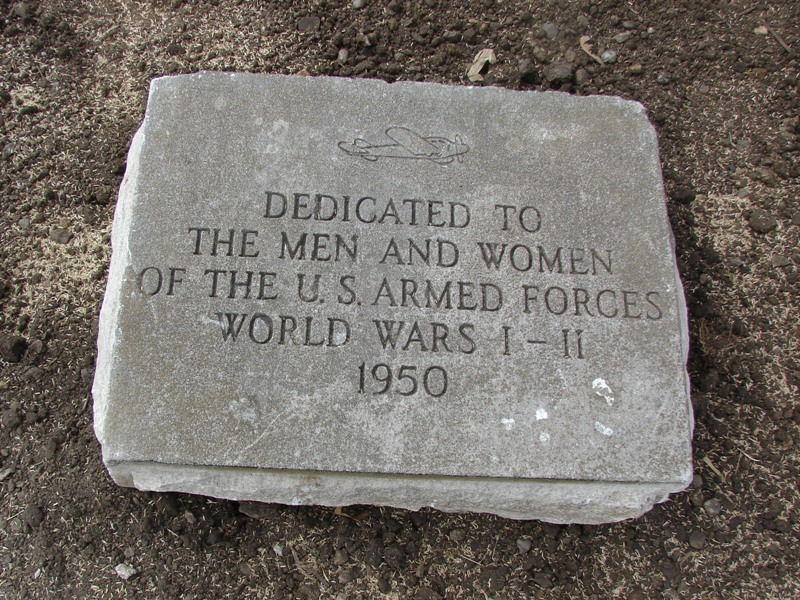 DEDICATED TO
THE MEN AND WOMEN
OF THE U.S. ARMED FORCES
WORLD WARS I – II
1950